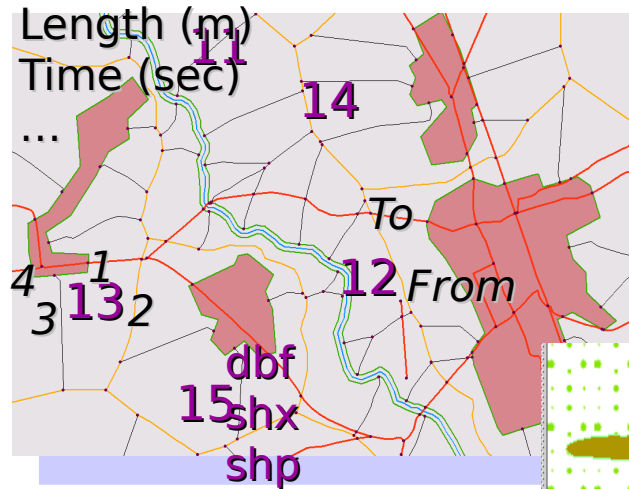 Length (m)
11
Time (sec)
14
...
To
12
From
4
1
3
13
2
dbf
15
shx
shp